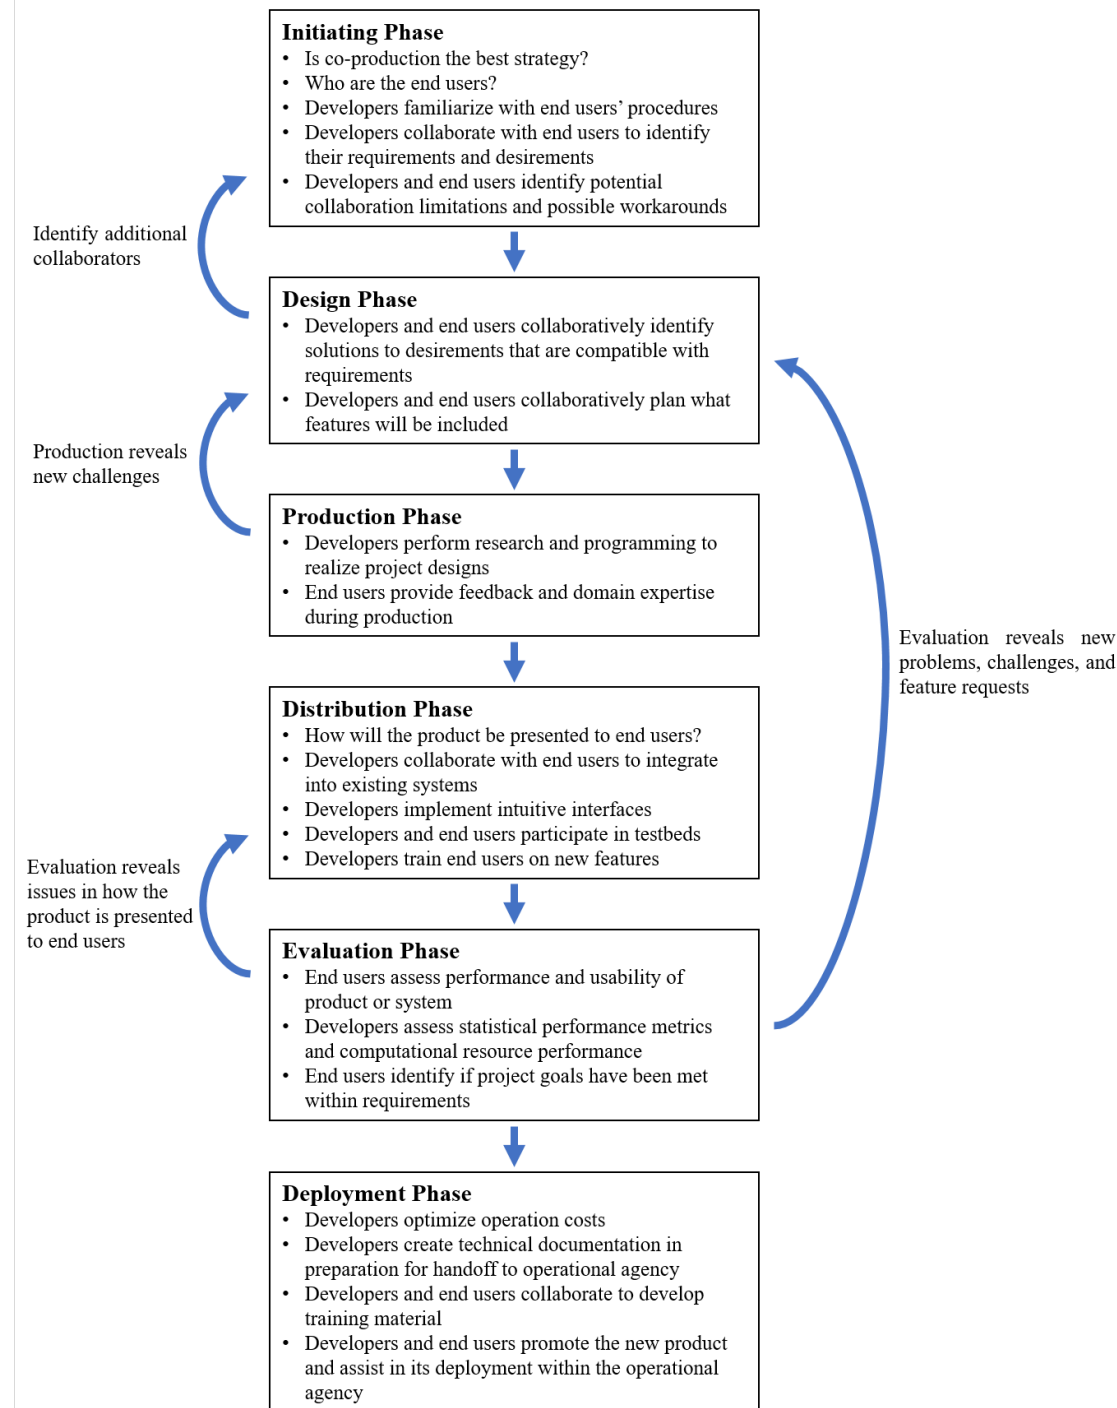 Initiating Phase
• Is co-production the best strategy?
• Who are the end users?
• Developers familiarize with end users' procedures
• Developers collaborate with end users to identify
their requirements and desirements
• Developers and end users identify potential
collaboration limitations and possible workarounds
Identify additional
collaborators
Design Phase
• Developers and end users collaboratively identify
solutions to desirements that are compatible with
requirements
• Developers and end users collaboratively plan what
features will be included
Production reveals
new challenges
Production Phase
• Developers perform research and programming to
realize project designs
• End users provide feedback and domain expertise
during production
Evaluation reveals new
problems, challenges, and
feature requests
Distribution Phase
• How will the product be presented to end users?
• Developers collaborate with end users to integrate
into existing systems
• Developers implement intuitive interfaces
• Developers and end users participate in testbeds
• Developers train end users on new features
Evaluation reveals
issues in how the
product is presented
to end users
Evaluation Phase
• End users assess performance and usability of
product or system
• Developers assess statistical performance metrics
and computational resource performance
• End users identify if project goals have been met
within requirements
Deployment Phase
• Developers optimize operation costs
• Developers create technical documentation in
preparation for handoff to operational agency
• Developers and end users collaborate to develop
training material
• Developers and end users promote the new product
and assist in its deployment within the operational
agency